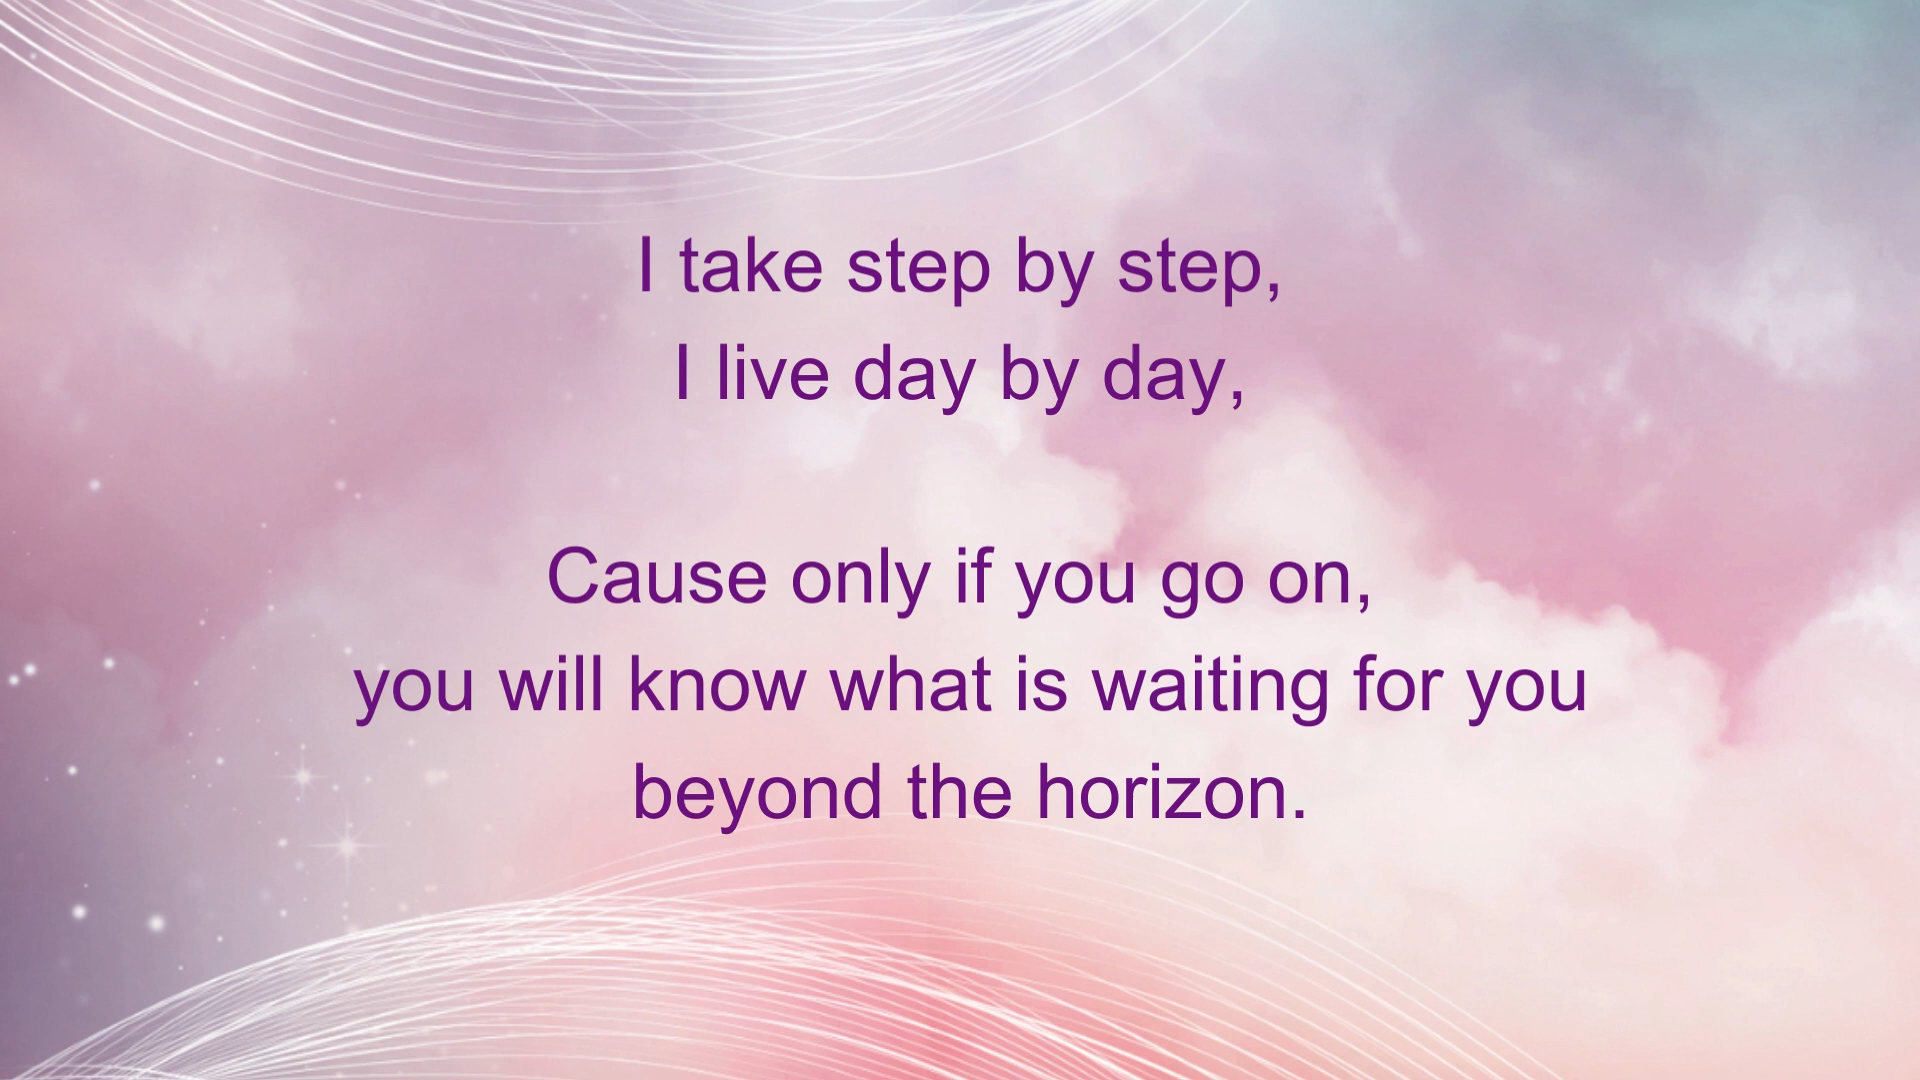 I take step by step,
I live day by day,
Cause only if you go on,
you will know what is waiting for you
beyond the horizon.